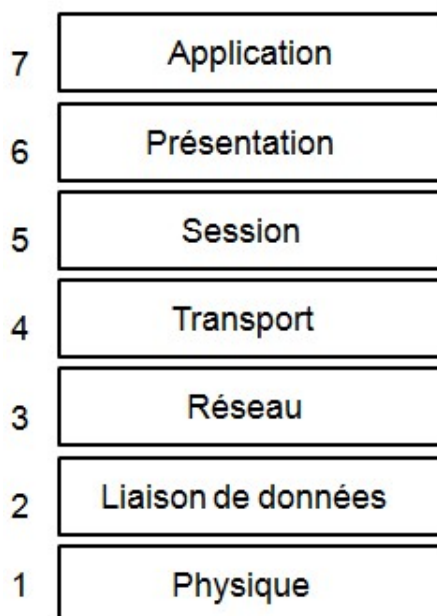 7 Application
6 Présentation
5 Session
4 Transport
3 Réseau
2 Liaison de données
1 Physique